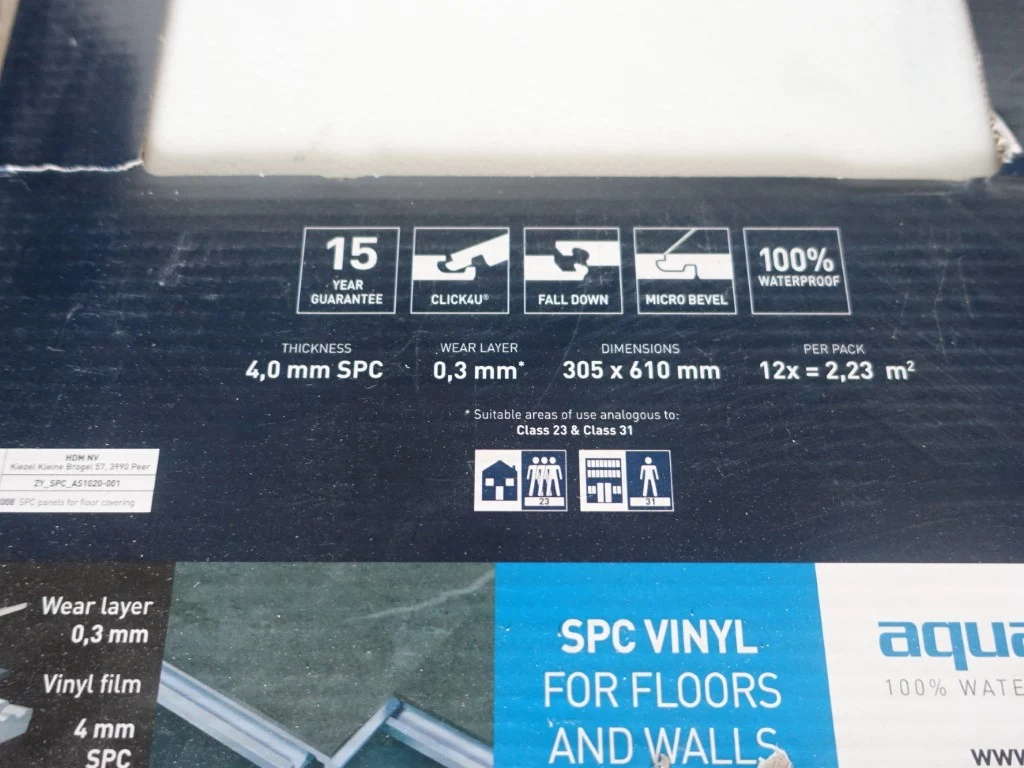 15
YEAR
GUARANTEE
CLICK4U®
FALL DOWN
MICRO BEVEL
100%
WATERPROOF
THICKNESS
4,0 mm SPC
WEAR LAYER
0,3 mm*
DIMENSIONS
305 x 610 mm
PER PACK
12x = 2,23 m²
* Suitable areas of use analogous to:
Class 23 & Class 31
23
31
HDM NV
Kiezel Kleine Brogel 57, 3990 Peer
ZY_SPC_AS1020-001
008 SPC panels for floor covering
Wear layer
0,3 mm
Vinyl film
4 mm
SPC
SPC VINYL
FOR FLOORS
AND WALLS
aqua
100% WATE
www